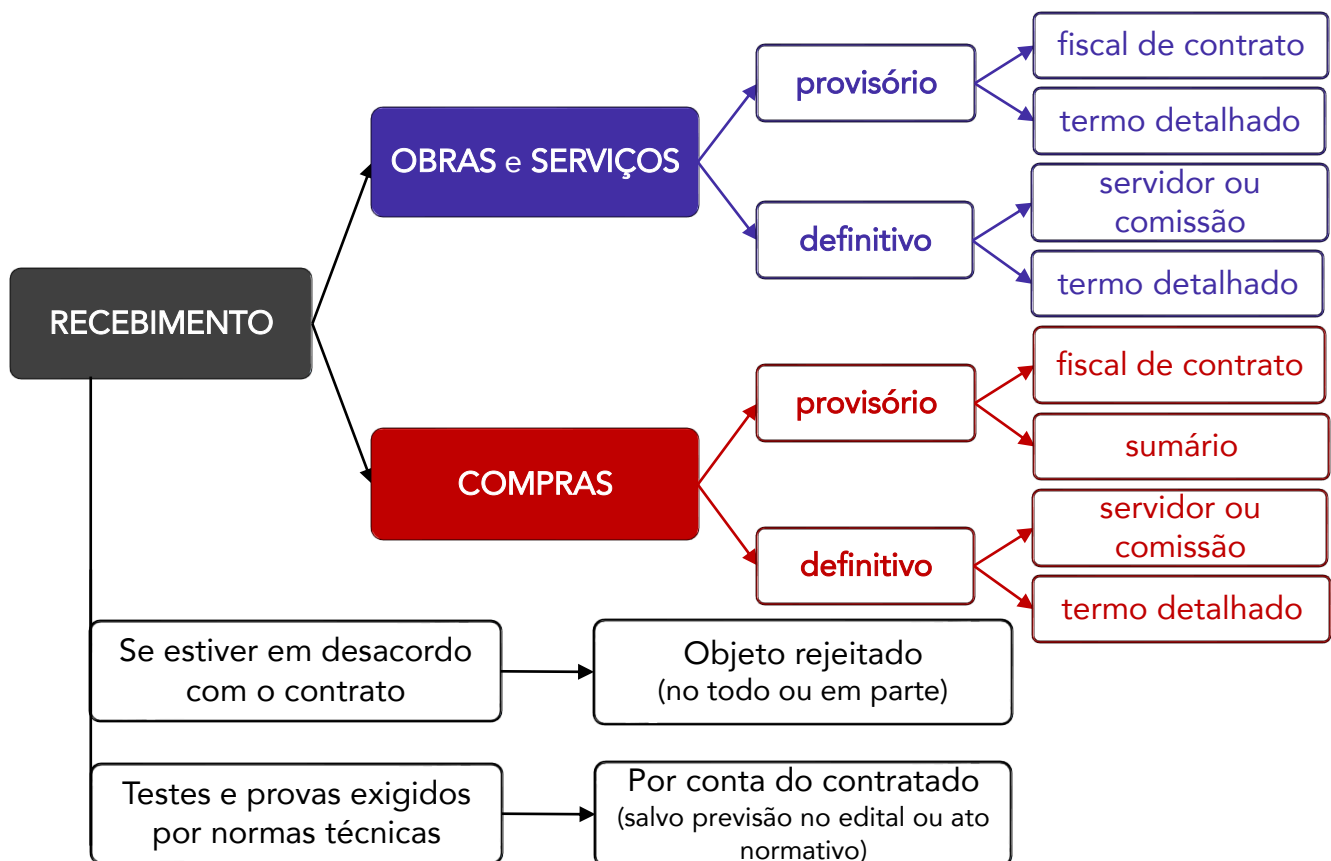 RECEBIMENTO
OBRAS e SERVIÇOS
provisório
fiscal de contrato
termo detalhado
definitivo
servidor ou
comissão
termo detalhado
COMPRAS
provisório
fiscal de contrato
sumário
definitivo
servidor ou
comissão
termo detalhado
Se estiver em desacordo
com o contrato
Objeto rejeitado
(no todo ou em parte)
Testes e provas exigidos
por normas técnicas
Por conta do contratado
(salvo previsão no edital ou ato
normativo)